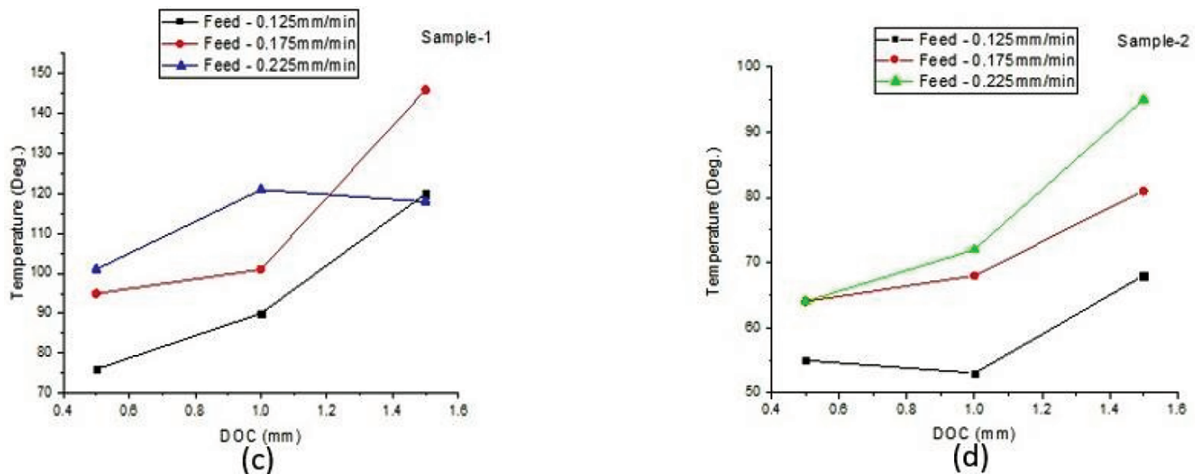 Feed - 0.125mm/min
Feed - 0.175mm/min
Feed - 0.225mm/min
Sample-1
150
140
130
120
110
100
90
80
70
Temperature (Deg.)
0.4 0.6 0.8 1.0 1.2 1.4 1.6
DOC (mm)
(c)
Feed - 0.125mm/min
Feed - 0.175mm/min
Feed - 0.225mm/min
Sample-2
100
90
80
70
60
50
Temperature (Deg.)
0.4 0.6 0.8 1.0 1.2 1.4 1.6
DOC (mm)
(d)